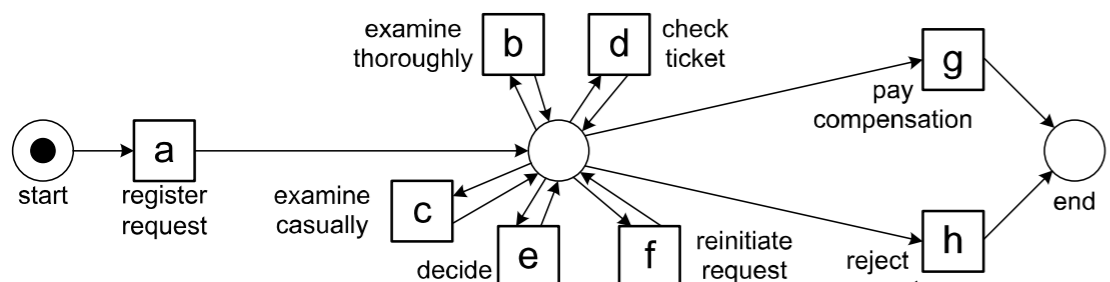 examine
thoroughly
b
d
check
ticket
g
pay
compensation
start
a
register
request
examine
casually
c
decide
e
f
reinitiate
request
reject
h
end